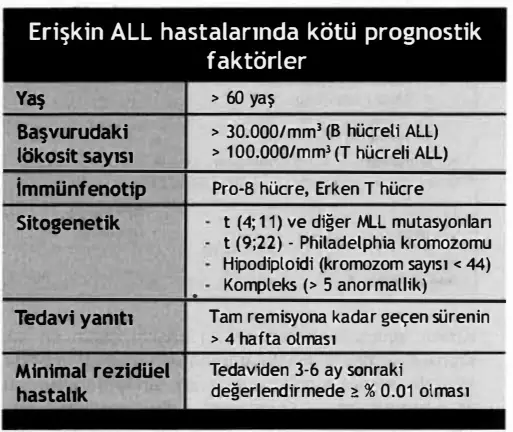 Erişkin ALL hastalarında kötü prognostik
faktörler
Yaş
> 60 yaş
Başvurudaki
lökosit sayısı
> 30.000/mm³ (B hücreli ALL)
> 100.000/mm³ (T hücreli ALL)
İmmünfenotip
Pro-B hücre, Erken T hücre
Sitogenetik
- t (4;11) ve diğer MLL mutasyonları
- t (9;22) - Philadelphia kromozomu
- Hipodiploidi (kromozom sayısı < 44)
- Kompleks (> 5 anormallik)
Tedavi yanıtı
Tam remisyona kadar geçen sürenin
> 4 hafta olması
Minimal rezidüel
hastalık
Tedaviden 3-6 ay sonraki
değerlendirmede ≥ % 0.01 olması